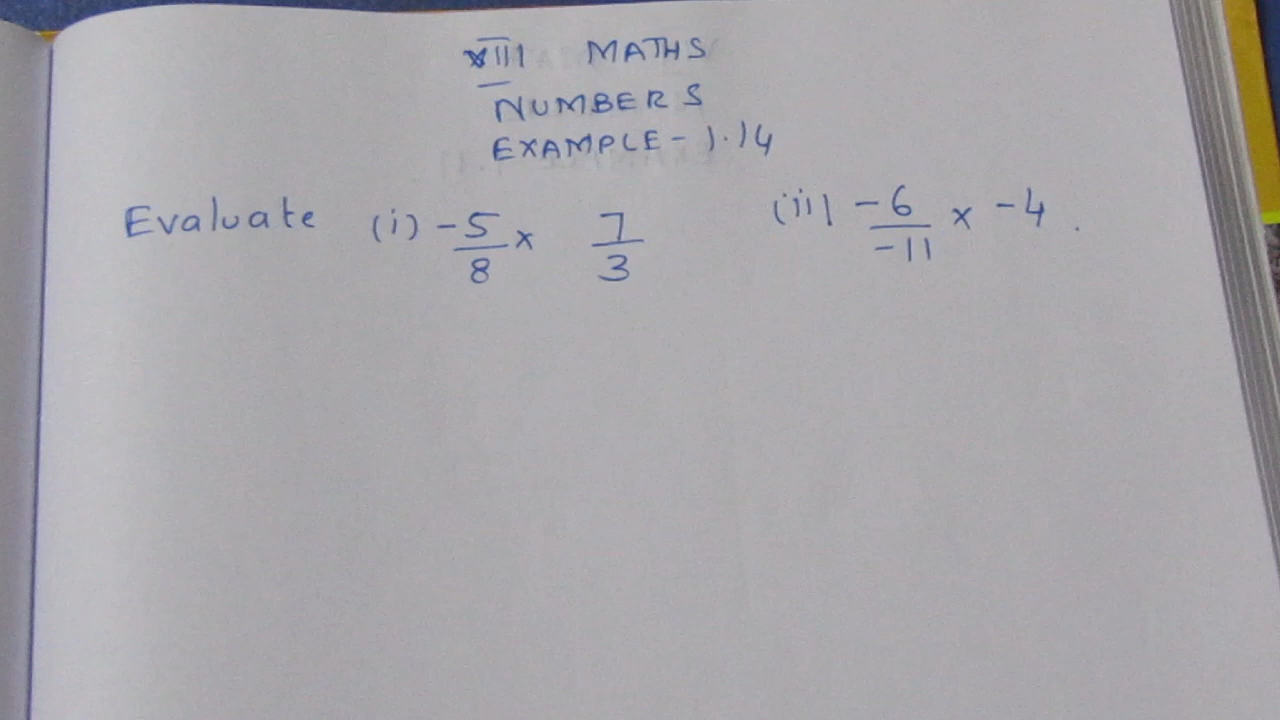 VIII MATHS
NUMBERS
EXAMPLE - 1.14
Evaluate (i) -5/8 × 7/3 (ii) -6/-11 × -4.